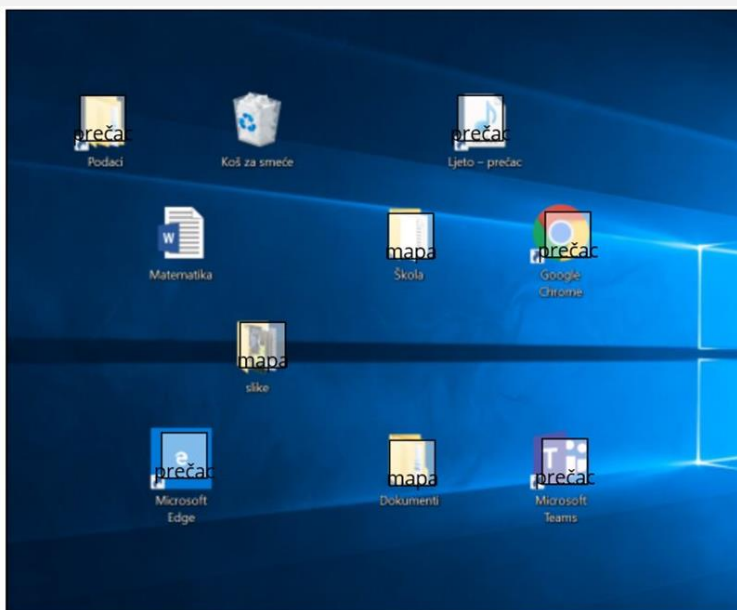 prečac
Podaci
Koš za smeće
prečac
Ljeto – prečac
W
Matematika
mapa
Škola
prečac
Google
Chrome
mapa
slike
e
prečac
Microsoft
Edge
mapa
Dokumenti
T
prečac
Microsoft
Teams